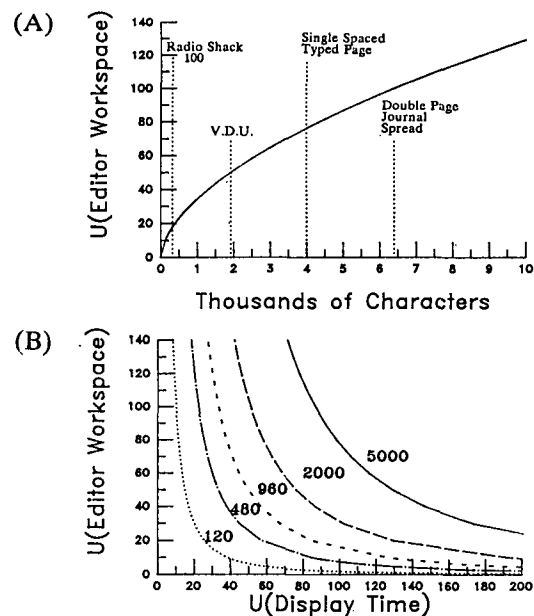 (A)
U(Editor Workspace)
140
120
100
80
60
40
20
0
Radio Shack
100
V.D.U.
Single Spaced
Typed Page
Double Page
Journal
Spread
0 1 2 3 4 5 6 7 8 9 10
Thousands of Characters
(B)
U(Editor Workspace)
140
120
100
80
60
40
20
0
120
480
960
2000
5000
0 20 40 60 80 100 120 140 160 180 200
U(Display Time)